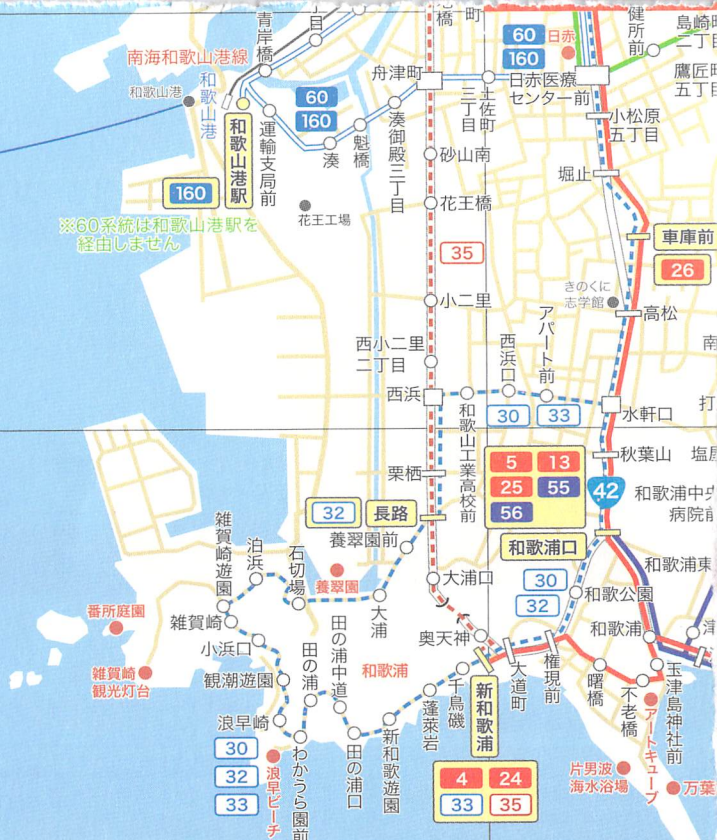 青岸橋
丁目
橋
町
健所前
島崎町
二丁目
60
160
日赤
南海和歌山港線
和歌山港
和歌山港
舟津町
土佐町
三丁目
日赤医療
センター前
鷹匠町
五丁目
60
160
小松原
五丁目
和歌山港駅
運輸支局前
湊
魁橋
湊御殿三丁目
砂山南
堀止
160
花王工場
花王橋
※60系統は和歌山港駅を
経由しません
車庫前
26
35
きのくに
志学館
小二里
高松
西小二里
二丁目
西浜口
アパート前
南
西浜
和歌山工業高校前
30
33
水軒口
打
5
13
25
55
56
秋葉山
塩屋
栗栖
42
和歌浦中央
病院前
32
長路
養翠園前
和歌浦口
雑賀崎遊園
泊浜
石切場
養翠園
大浦
大浦口
30
32
和歌公園
和歌浦東
番所庭園
雑賀崎
小浜口
田の浦
田の浦中道
和歌浦
奥天神
和歌浦
津
雑賀崎
観光灯台
観潮遊園
千鳥磯
新和歌浦
大道町
権現前
曙橋
不老橋
玉津島神社前
浪早崎
蓬莱岩
30
32
33
浪早ビーチ
わかうら園前
田の浦口
新和歌遊園
4
24
33
35
片男波
海水浴場
アートキューブ
万葉